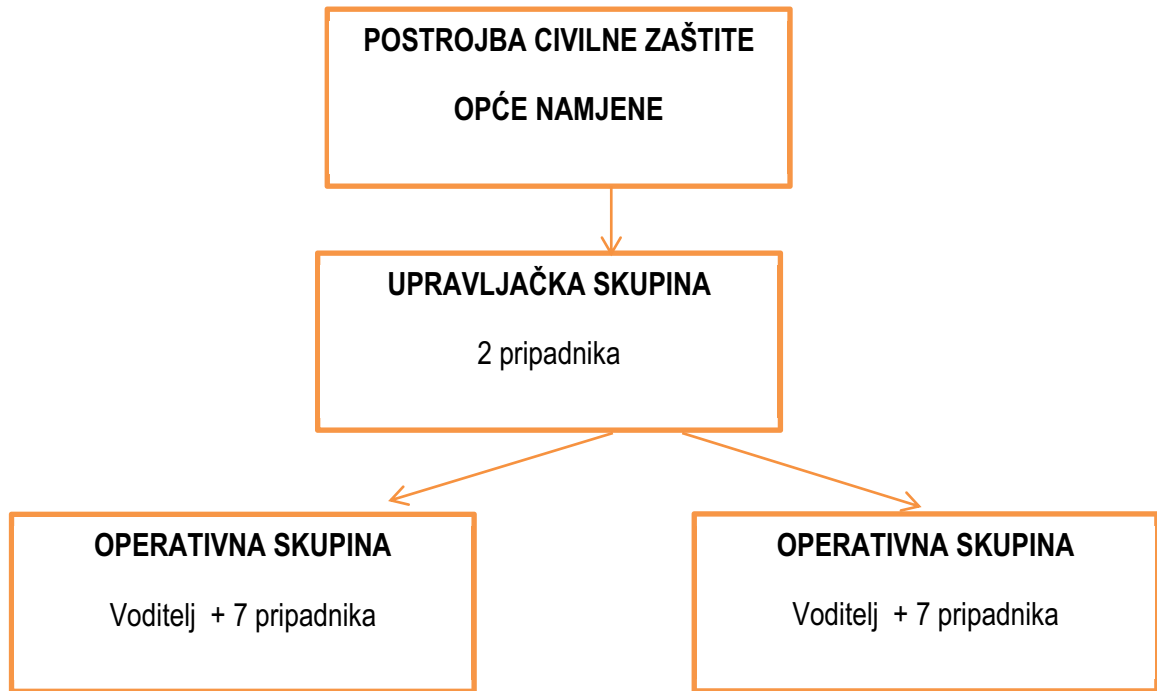 POSTROJBA CIVILNE ZAŠTITE
OPĆE NAMJENE
UPRAVLJAČKA SKUPINA
2 pripadnika
OPERATIVNA SKUPINA
Voditelj + 7 pripadnika
OPERATIVNA SKUPINA
Voditelj + 7 pripadnika